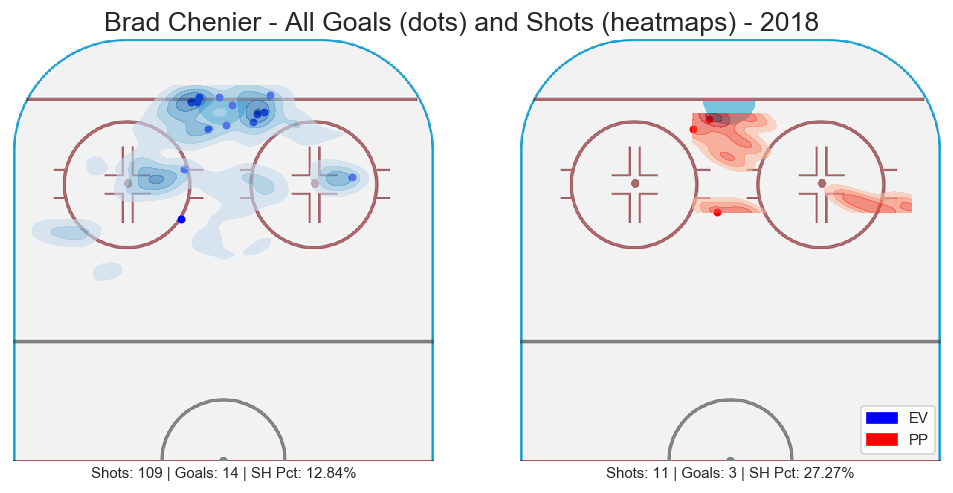 Brad Chenier - All Goals (dots) and Shots (heatmaps) - 2018
EV
PP
Shots: 109 | Goals: 14 | SH Pct: 12.84%
Shots: 11 | Goals: 3 | SH Pct: 27.27%